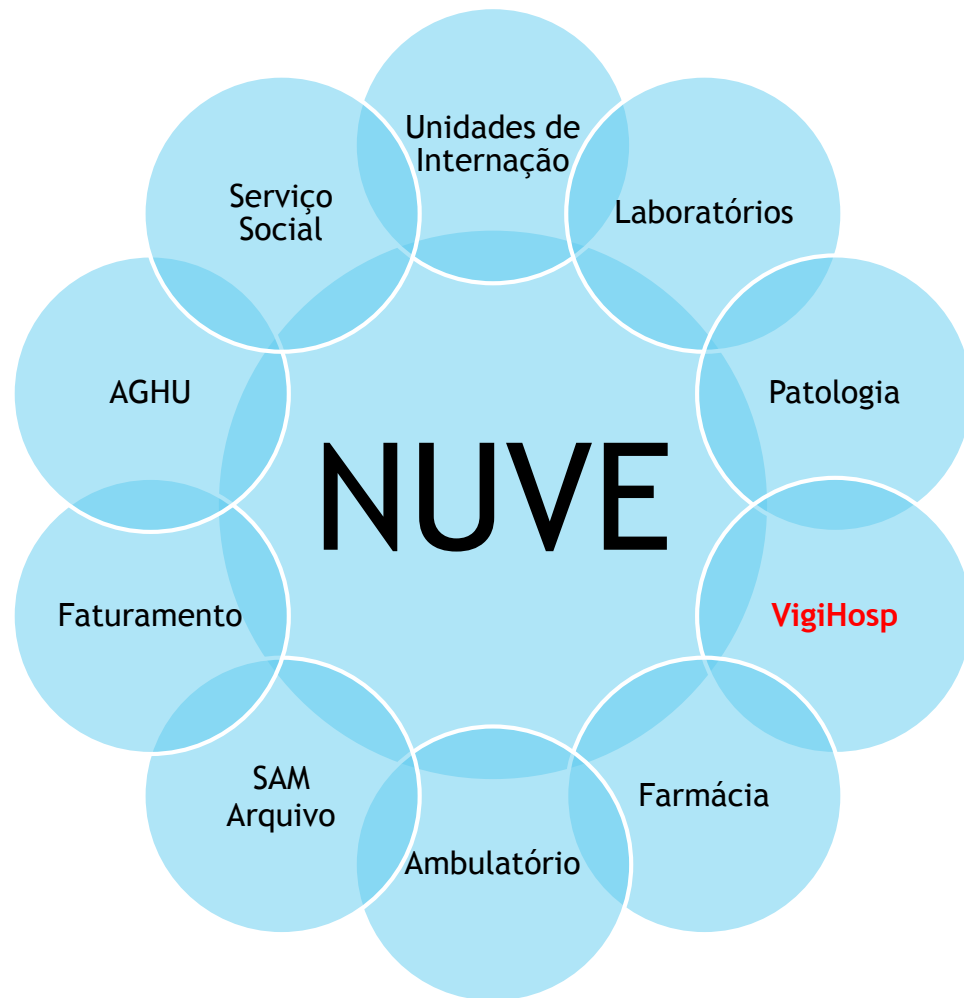 Unidades de
Internação
Laboratórios
Serviço
Social
AGHU
Patologia
NUVE
Faturamento
VigiHosp
SAM
Arquivo
Farmácia
Ambulatório